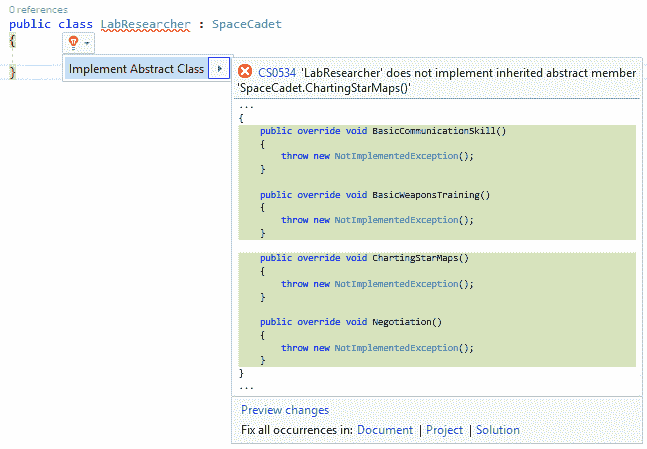 0 references
public class LabResearcher : SpaceCadet
{
}
Implement Abstract Class
CS0534 'LabResearcher' does not implement inherited abstract member
'SpaceCadet.ChartingStarMaps()'
...
{
public override void BasicCommunicationSkill()
{
throw new NotImplementedException();
}
public override void BasicWeaponsTraining()
{
throw new NotImplementedException();
}
public override void ChartingStarMaps()
{
throw new NotImplementedException();
}
public override void Negotiation()
{
throw new NotImplementedException();
}
}
...
Preview changes
Fix all occurrences in: Document | Project | Solution